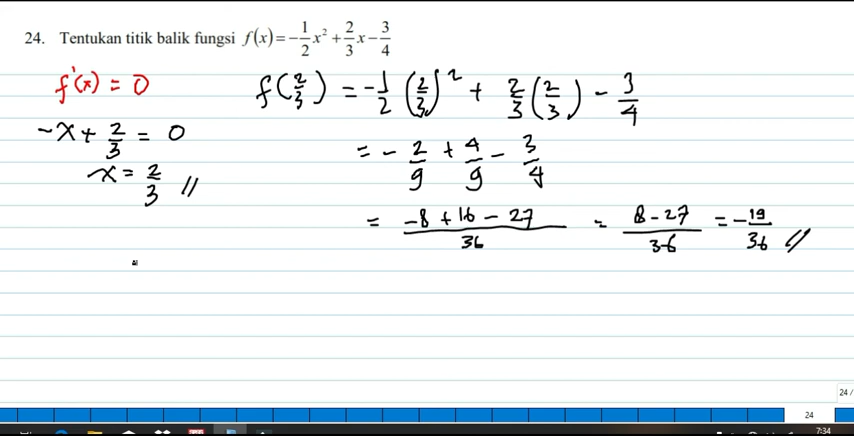 24. Tentukan titik balik fungsi f(x) = -1/2 x² + 2/3 x - 3/4
f'(x) = 0
-x + 2/3 = 0
x = 2/3 //
f(2/3) = -1/2 (2/3)² + 2/3 (2/3) - 3/4
= - 2/9 + 4/9 - 3/4
= (-8 + 16 - 27)/36 = (8 - 27)/36 = -19/36 //
24 /
24
7:34